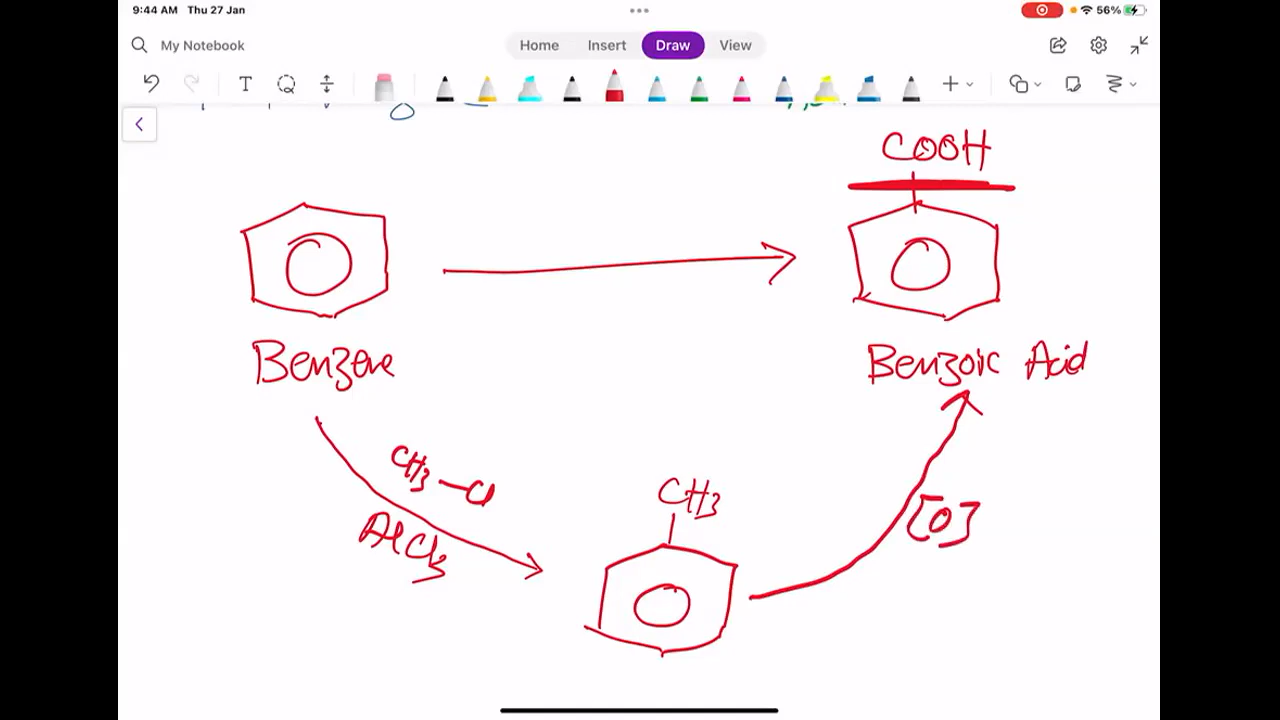 9:44 AM Thu 27 Jan
56%
My Notebook
Home Insert Draw View
COOH
Benzene
Benzoic Acid
CH3-Cl
AlCl3
CH3
[O]